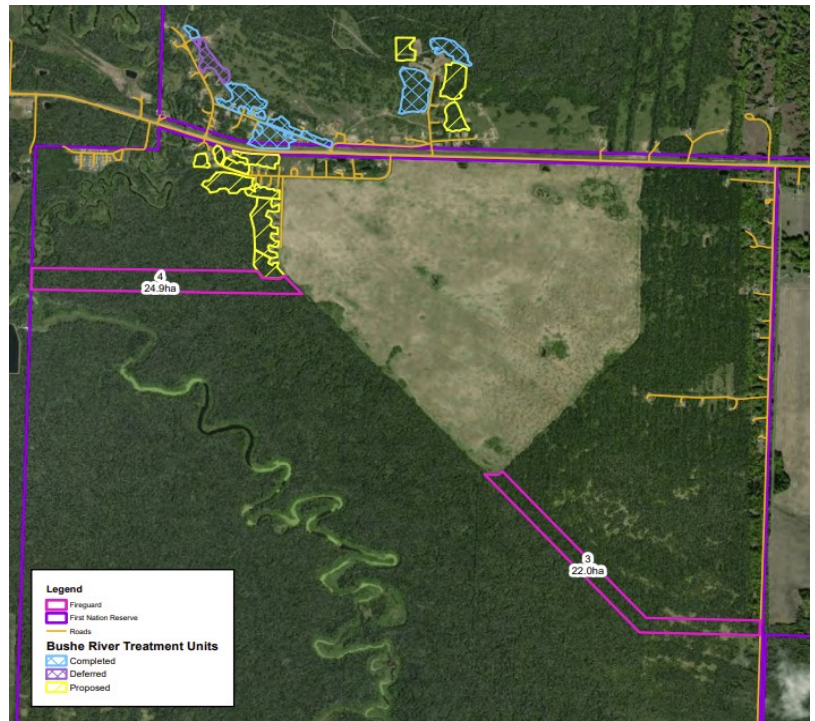 4
24.9ha
3
22.0ha
Legend
Fireguard
First Nation Reserve
Roads
Bushe River Treatment Units
Completed
Deferred
Proposed